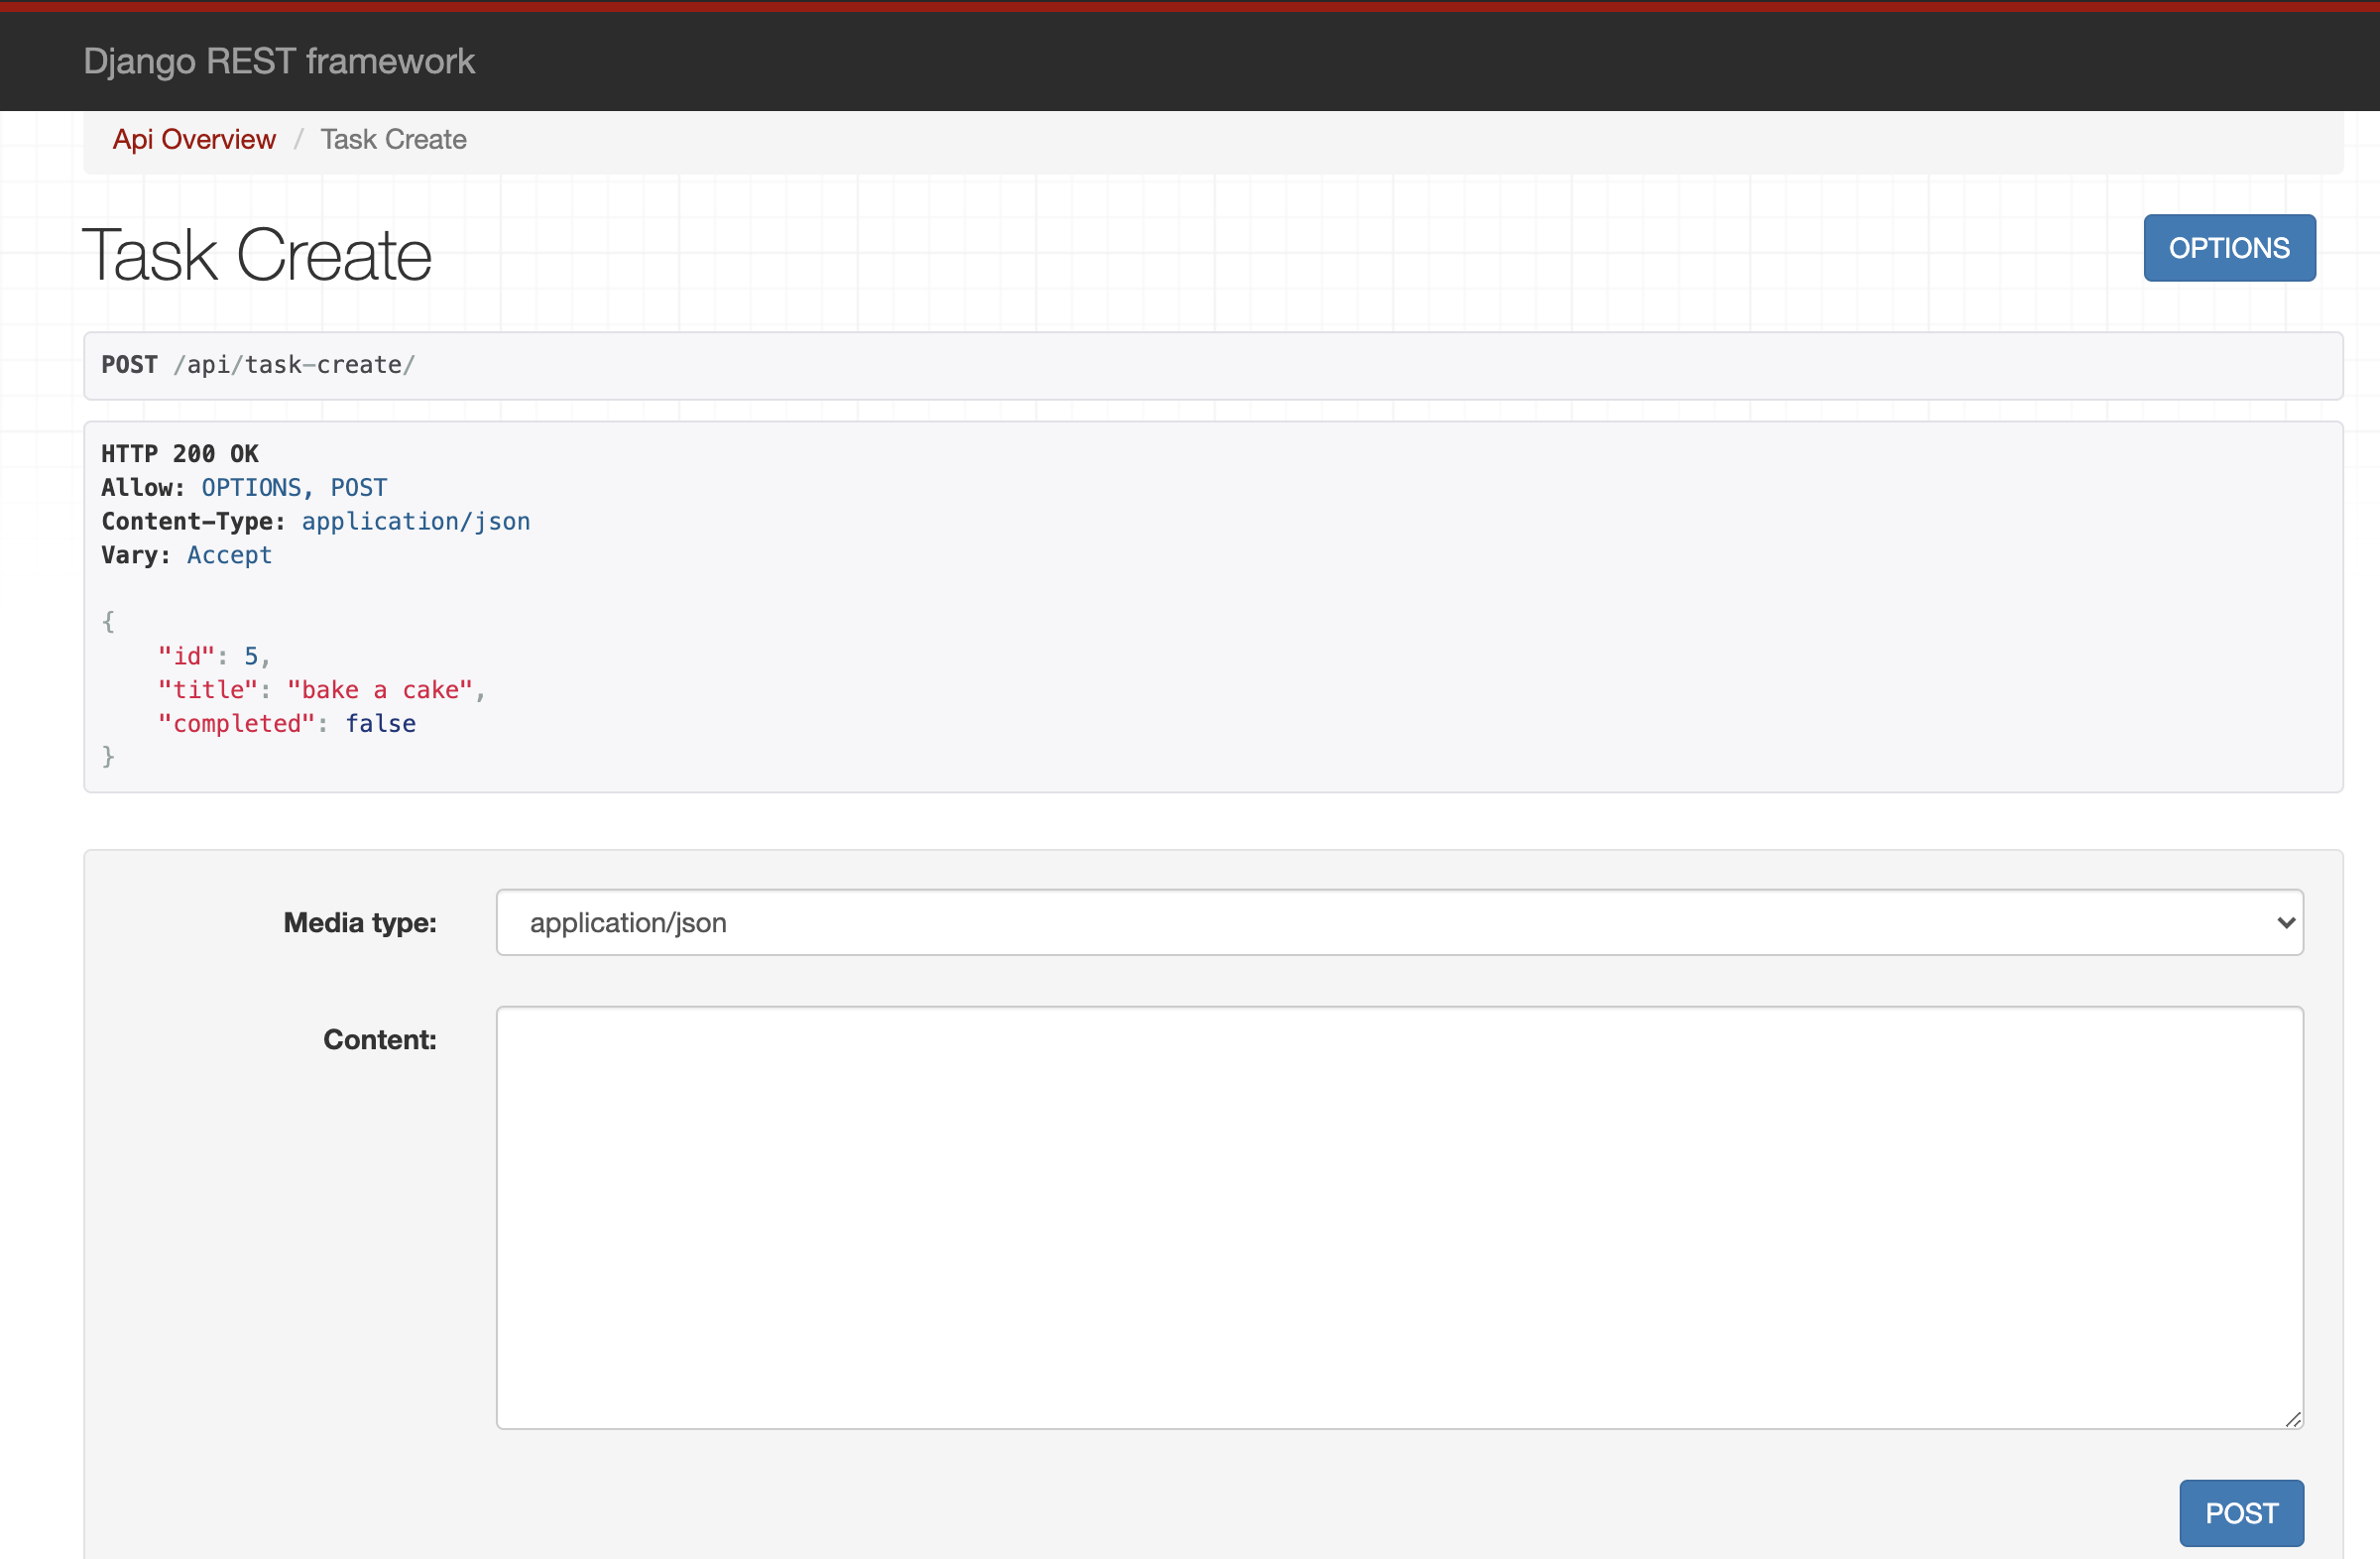 Django REST framework
Api Overview / Task Create
Task Create
OPTIONS
POST /api/task-create/
HTTP 200 OK
Allow: OPTIONS, POST
Content-Type: application/json
Vary: Accept
{
    "id": 5,
    "title": "bake a cake",
    "completed": false
}
Media type:
application/json
Content:
POST